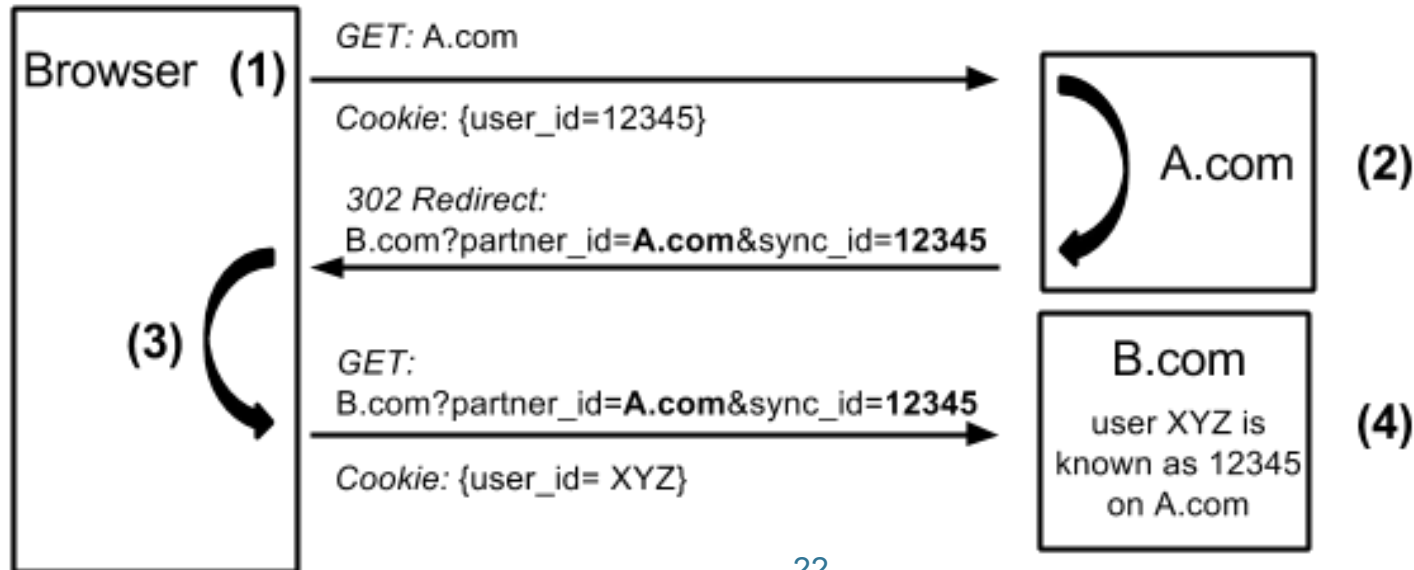 Browser (1)
GET: A.com
Cookie: {user_id=12345}
A.com
(2)
302 Redirect:
B.com?partner_id=A.com&sync_id=12345
(3)
GET:
B.com?partner_id=A.com&sync_id=12345
Cookie: {user_id= XYZ}
B.com
user XYZ is
known as 12345
on A.com
(4)
22